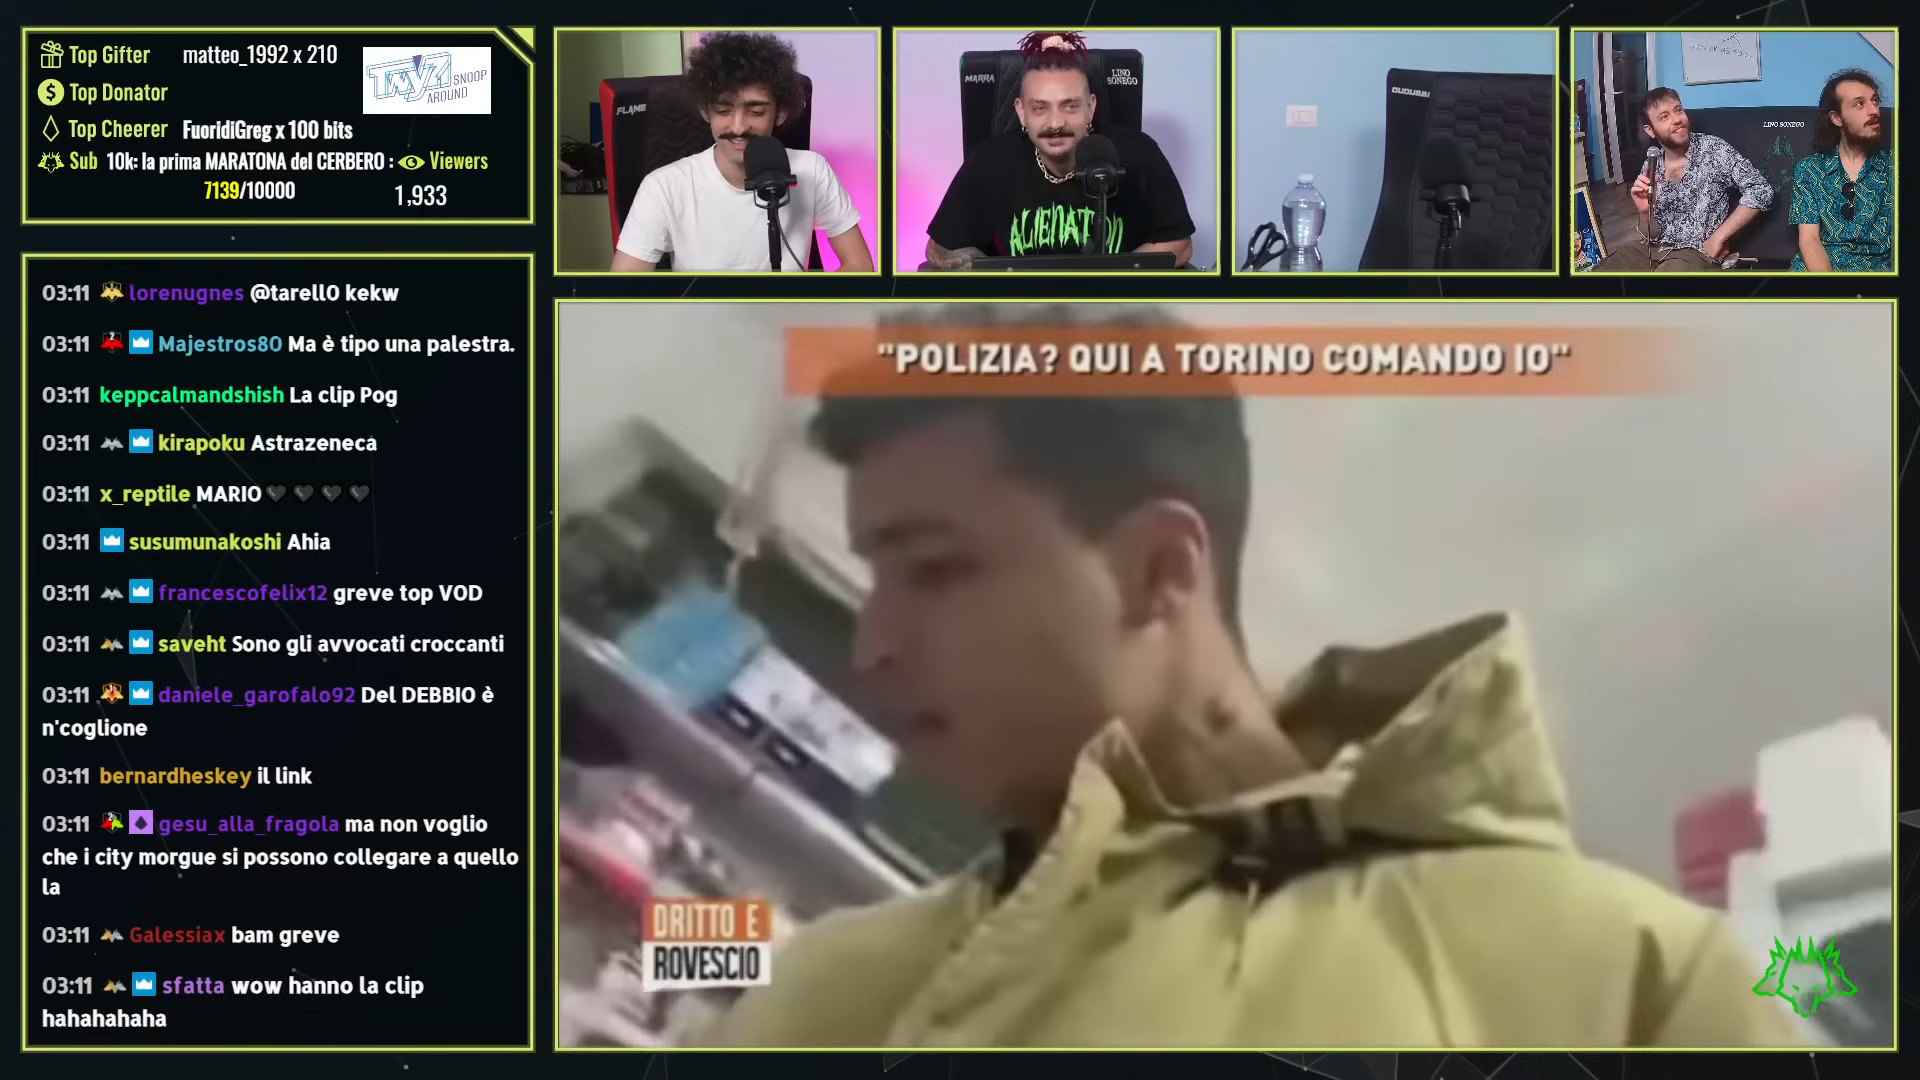 Top Gifter matteo_1992 x 210
Top Donator
Top Cheerer FuoridiGreg x 100 bits
Sub 10k: la prima MARATONA del CERBERO : Viewers
7139/10000 1,933
TWYZ! SNOOP
AROUND
FLAME
MARRA
LINO
SONEGO
DUDUBBI
LINO SONEGO
ALIENATION
03:11 lorenugnes @tarell0 kekw
03:11 Majestros80 Ma è tipo una palestra.
03:11 keppcalmandshish La clip Pog
03:11 kirapoku Astrazeneca
03:11 x_reptile MARIO🖤🖤🖤🖤
03:11 susumunakoshi Ahia
03:11 francescofelix12 greve top VOD
03:11 saveht Sono gli avvocati croccanti
03:11 daniele_garofalo92 Del DEBBIO è
n'coglione
03:11 bernardheskey il link
03:11 gesu_alla_fragola ma non voglio
che i city morgue si possono collegare a quello
la
03:11 Galessiax bam greve
03:11 sfatta wow hanno la clip
hahahahaha
"POLIZIA? QUI A TORINO COMANDO IO"
DRITTO E
ROVESCIO